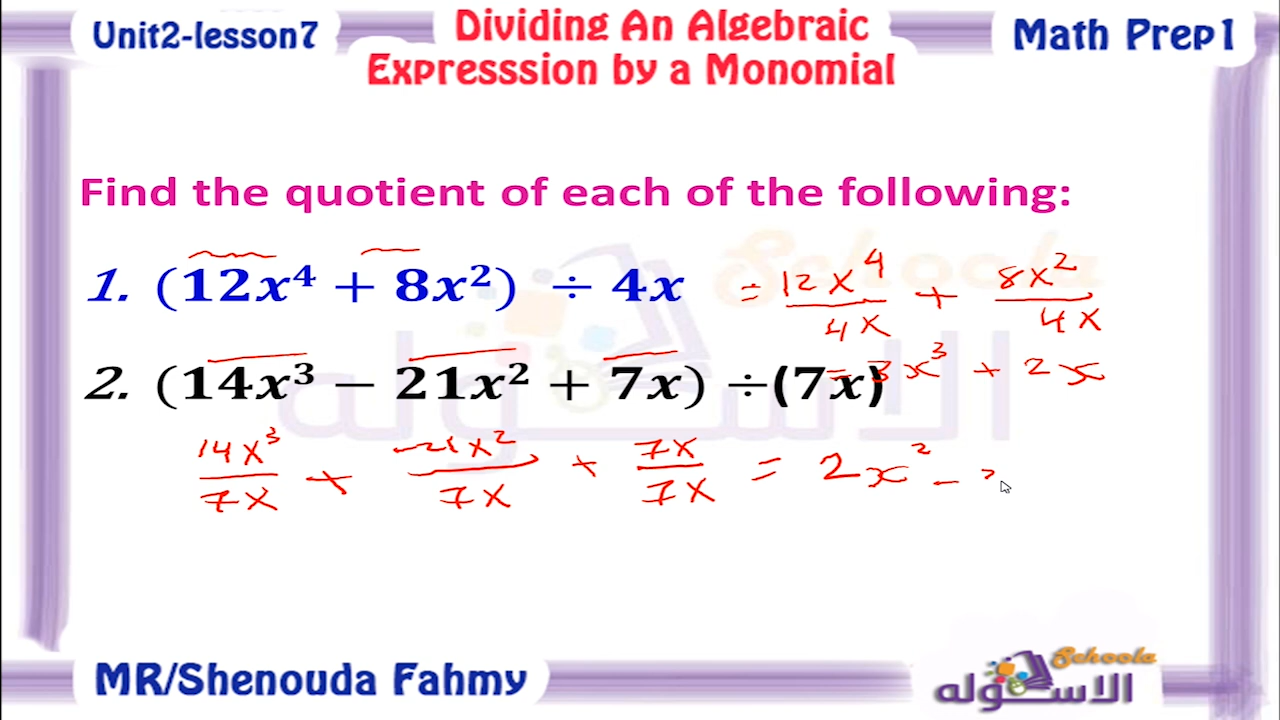 Unit2-lesson7
Dividing An Algebraic
Expresssion by a Monomial
Math Prep1
Find the quotient of each of the following:
1. (12x⁴ + 8x²) ÷ 4x = 12x⁴/4x + 8x²/4x
= 3x³ + 2x
2. (14x³ − 21x² + 7x) ÷(7x)
14x³/7x + -21x²/7x + 7x/7x = 2x² -
MR/Shenouda Fahmy
Schoola
الاسكوله